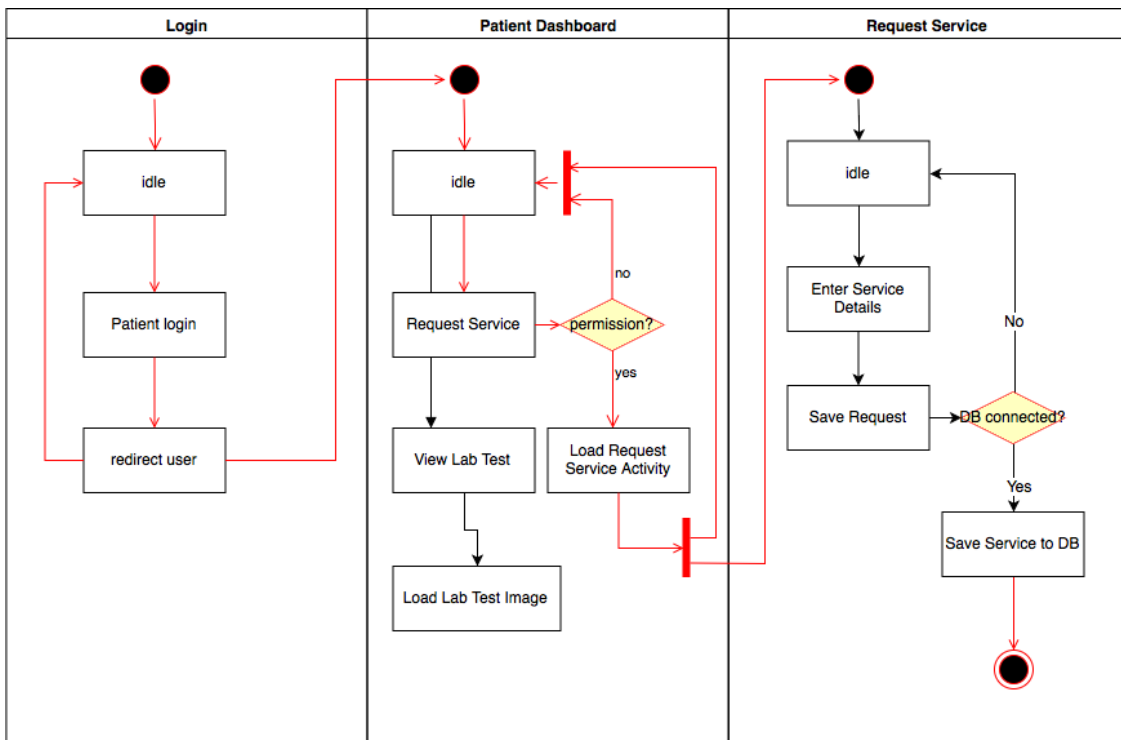 Login
Patient Dashboard
Request Service
idle
Patient login
redirect user
idle
no
Request Service
permission?
yes
View Lab Test
Load Request
Service Activity
Load Lab Test Image
idle
Enter Service
Details
No
Save Request
DB connected?
Yes
Save Service to DB